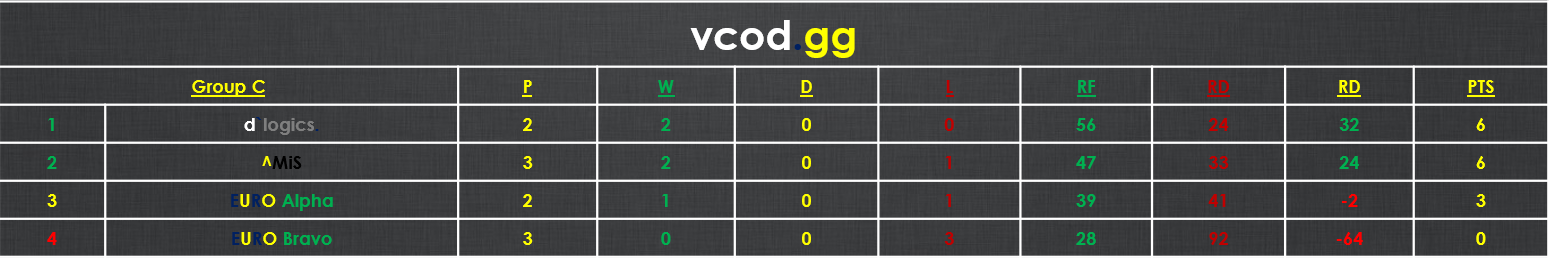 vcod.gg
Group C P W D L RF RD RD PTS
1 d`logics. 2 2 0 0 56 24 32 6
2 ^MiS 3 2 0 1 47 33 24 6
3 EURO Alpha 2 1 0 1 39 41 -2 3
4 EURO Bravo 3 0 0 3 28 92 -64 0